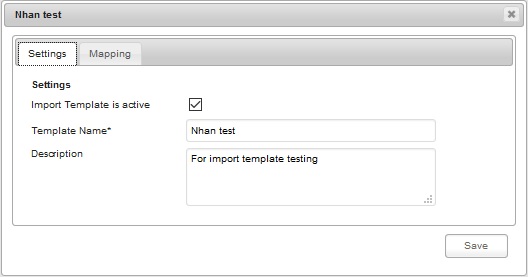 Nhan test
Settings Mapping
Settings
Import Template is active
Template Name* Nhan test
Description For import template testing
Save